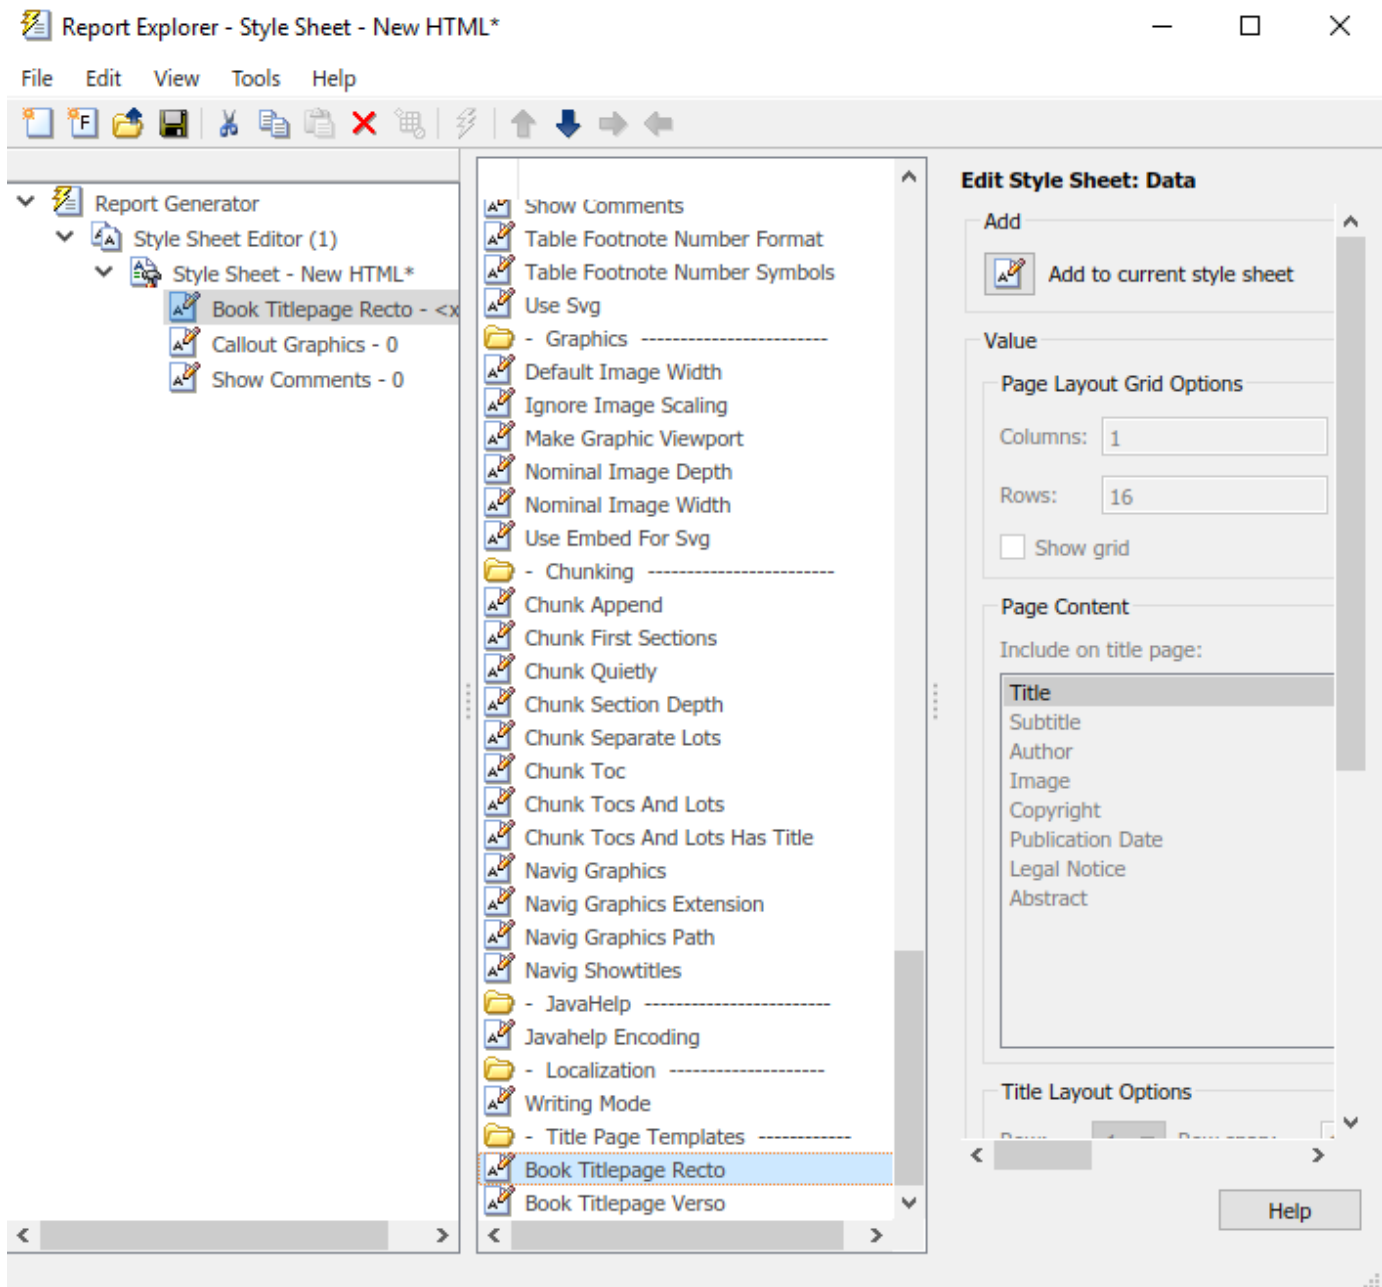 Report Explorer - Style Sheet - New HTML*
File Edit View Tools Help
Report Generator
Style Sheet Editor (1)
Style Sheet - New HTML*
Book Titlepage Recto - <x
Callout Graphics - 0
Show Comments - 0
Show Comments
Table Footnote Number Format
Table Footnote Number Symbols
Use Svg
- Graphics ------------------------
Default Image Width
Ignore Image Scaling
Make Graphic Viewport
Nominal Image Depth
Nominal Image Width
Use Embed For Svg
- Chunking ------------------------
Chunk Append
Chunk First Sections
Chunk Quietly
Chunk Section Depth
Chunk Separate Lots
Chunk Toc
Chunk Tocs And Lots
Chunk Tocs And Lots Has Title
Navig Graphics
Navig Graphics Extension
Navig Graphics Path
Navig Showtitles
- JavaHelp ------------------------
Javahelp Encoding
- Localization --------------------
Writing Mode
- Title Page Templates ------------
Book Titlepage Recto
Book Titlepage Verso
Edit Style Sheet: Data
Add
Add to current style sheet
Value
Page Layout Grid Options
Columns: 1
Rows: 16
Show grid
Page Content
Include on title page:
Title
Subtitle
Author
Image
Copyright
Publication Date
Legal Notice
Abstract
Title Layout Options
Help